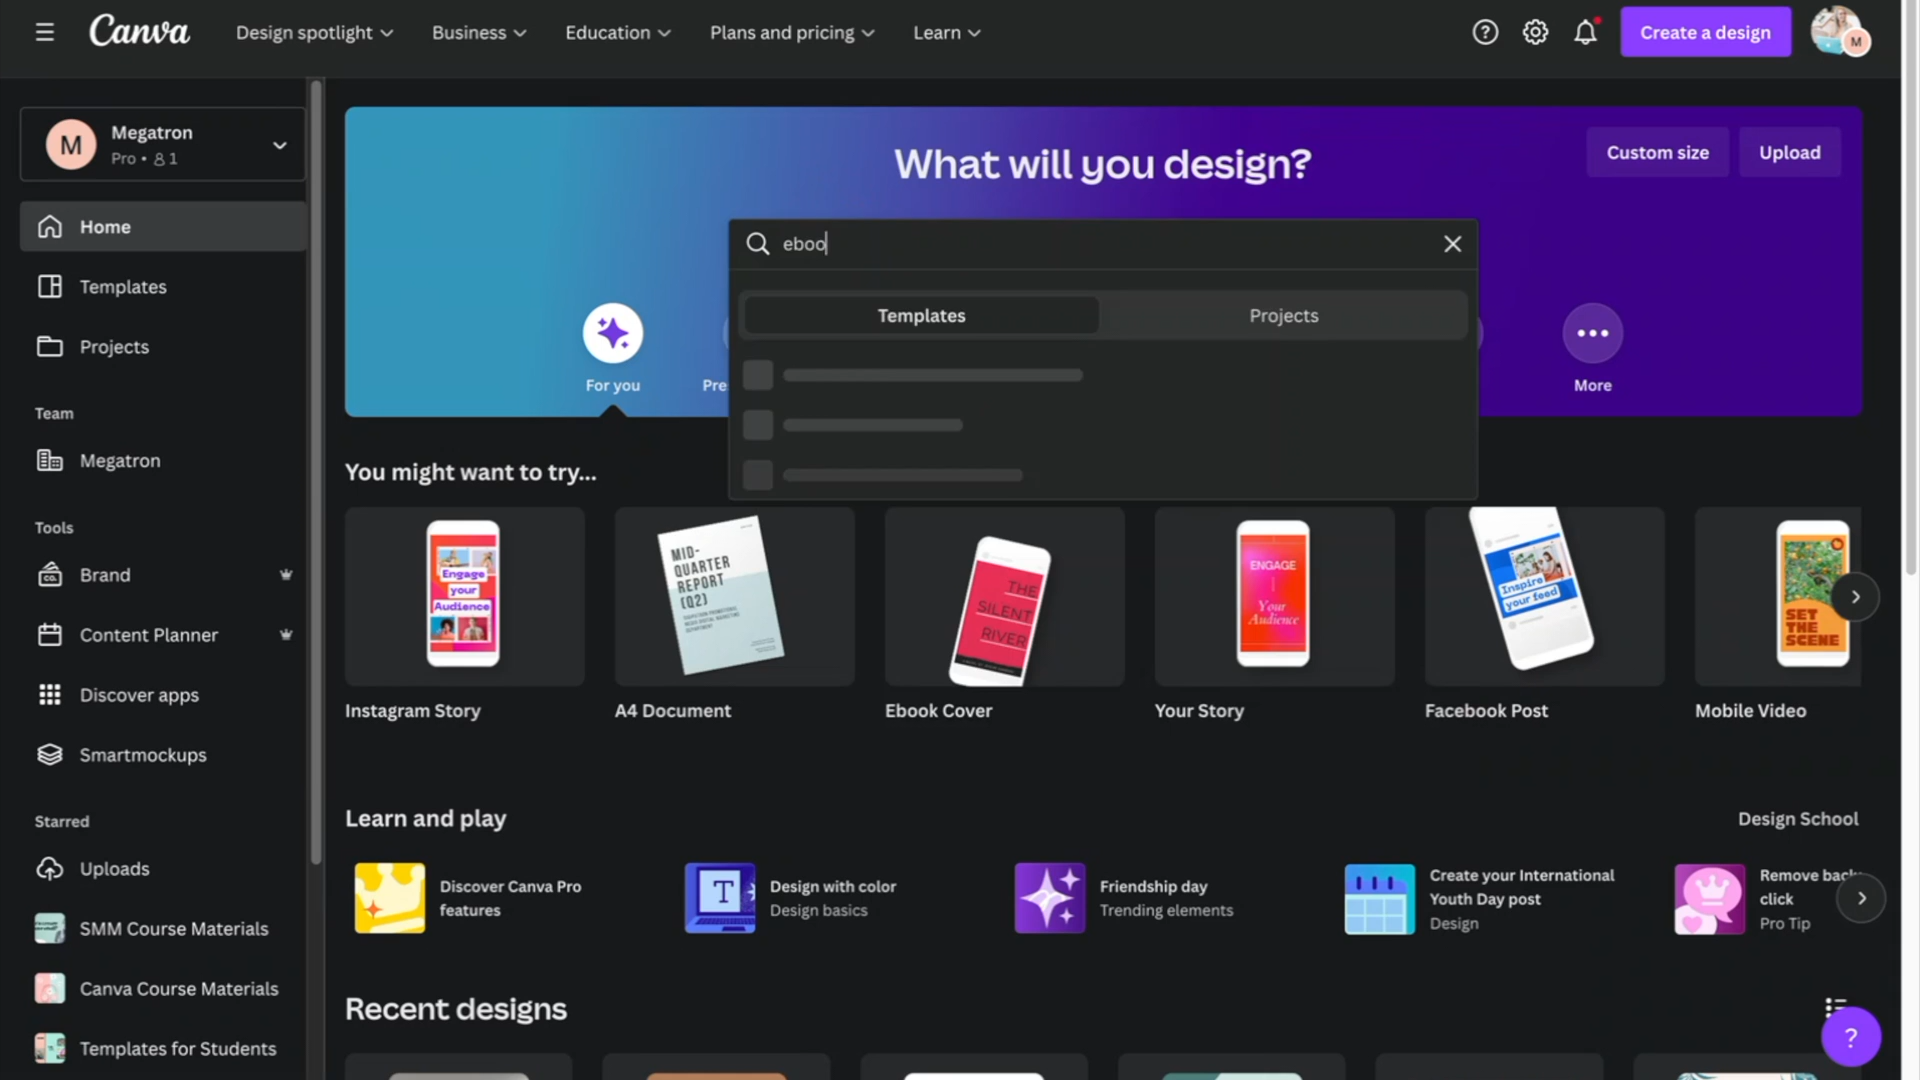 Canva
Design spotlight
Business
Education
Plans and pricing
Learn
Create a design
M
M
Megatron
Pro • 1
Home
Templates
Projects
Team
Megatron
Tools
Brand
Content Planner
Discover apps
Smartmockups
Starred
Uploads
SMM Course Materials
Canva Course Materials
Templates for Students
What will you design?
Custom size
Upload
eboo
Templates
Projects
For you
Pre
More
You might want to try...
Engage
your
Audience
MID-
QUARTER
REPORT
(Q2)
THE
SILENT
RIVER
ENGAGE
Your
Audience
Inspire
your feed
SET
THE
SCENE
Instagram Story
A4 Document
Ebook Cover
Your Story
Facebook Post
Mobile Video
Learn and play
Design School
Discover Canva Pro
features
T
Design with color
Design basics
Friendship day
Trending elements
Create your International
Youth Day post
Design
Remove back
click
Pro Tip
Recent designs
?